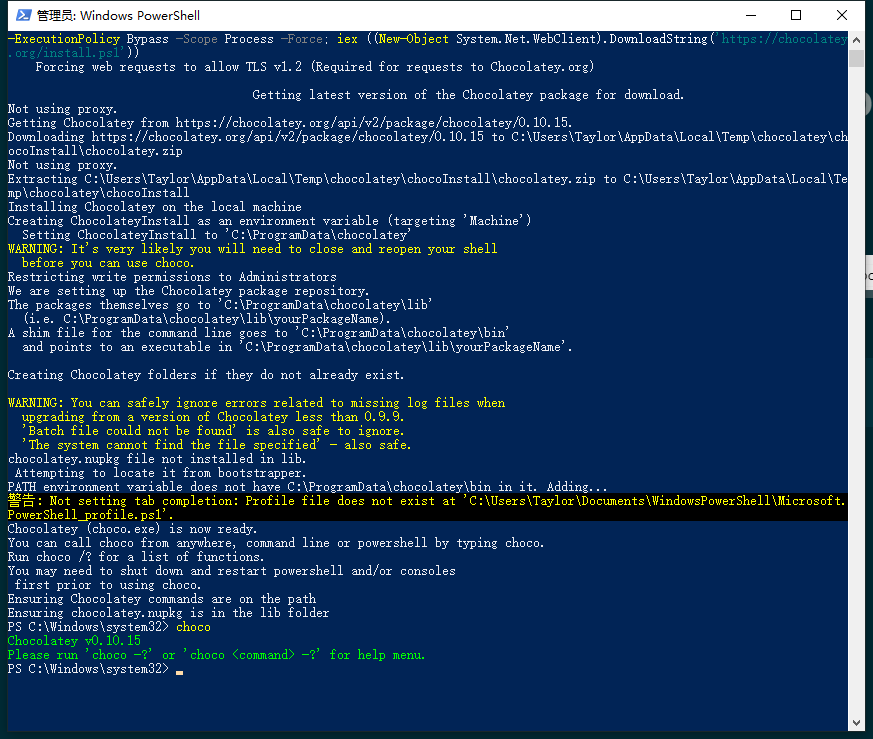 管理员: Windows PowerShell
-ExecutionPolicy Bypass -Scope Process -Force; iex ((New-Object System.Net.WebClient).DownloadString('https://chocolatey
.org/install.ps1'))
Forcing web requests to allow TLS v1.2 (Required for requests to Chocolatey.org)
Getting latest version of the Chocolatey package for download.
Not using proxy.
Getting Chocolatey from https://chocolatey.org/api/v2/package/chocolatey/0.10.15.
Downloading https://chocolatey.org/api/v2/package/chocolatey/0.10.15 to C:\Users\Taylor\AppData\Local\Temp\chocolatey\ch
ocoInstall\chocolatey.zip
Not using proxy.
Extracting C:\Users\Taylor\AppData\Local\Temp\chocolatey\chocoInstall\chocolatey.zip to C:\Users\Taylor\AppData\Local\Te
mp\chocolatey\chocoInstall
Installing Chocolatey on the local machine
Creating ChocolateyInstall as an environment variable (targeting 'Machine')
Setting ChocolateyInstall to 'C:\ProgramData\chocolatey'
WARNING: It's very likely you will need to close and reopen your shell
before you can use choco.
Restricting write permissions to Administrators
We are setting up the Chocolatey package repository.
The packages themselves go to 'C:\ProgramData\chocolatey\lib'
(i.e. C:\ProgramData\chocolatey\lib\yourPackageName).
A shim file for the command line goes to 'C:\ProgramData\chocolatey\bin'
and points to an executable in 'C:\ProgramData\chocolatey\lib\yourPackageName'.
Creating Chocolatey folders if they do not already exist.
WARNING: You can safely ignore errors related to missing log files when
upgrading from a version of Chocolatey less than 0.9.9.
'Batch file could not be found' is also safe to ignore.
'The system cannot find the file specified' - also safe.
chocolatey.nupkg file not installed in lib.
Attempting to locate it from bootstrapper.
PATH environment variable does not have C:\ProgramData\chocolatey\bin in it. Adding...
警告: Not setting tab completion: Profile file does not exist at 'C:\Users\Taylor\Documents\WindowsPowerShell\Microsoft.
PowerShell_profile.ps1'.
Chocolatey (choco.exe) is now ready.
You can call choco from anywhere, command line or powershell by typing choco.
Run choco /? for a list of functions.
You may need to shut down and restart powershell and/or consoles
first prior to using choco.
Ensuring Chocolatey commands are on the path
Ensuring chocolatey.nupkg is in the lib folder
PS C:\Windows\system32> choco
Chocolatey v0.10.15
Please run 'choco -?' or 'choco <command> -?' for help menu.
PS C:\Windows\system32>